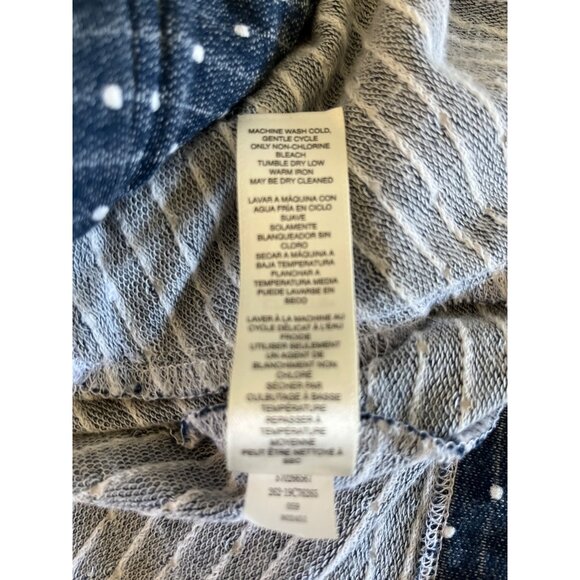 MACHINE WASH COLD,
GENTLE CYCLE
ONLY NON-CHLORINE
BLEACH
TUMBLE DRY LOW
WARM IRON
MAY BE DRY CLEANED
LAVAR A MÁQUINA CON
AGUA FRÍA EN CICLO
SUAVE
SOLAMENTE
BLANQUEADOR SIN
CLORO
SECAR A MÁQUINA A
BAJA TEMPERATURA
PLANCHAR A
TEMPERATURA MEDIA
PUEDE LAVARSE EN
SECO
LAVER À LA MACHINE AU
CYCLE DÉLICAT À L'EAU
FROIDE
UTILISER SEULEMENT
UN AGENT DE
BLANCHIMENT NON
CHLORÉ
SÉCHER PAR
CULBUTAGE À BASSE
TEMPÉRATURE
REPASSER À
TEMPÉRATURE
MOYENNE
PEUT ÊTRE NETTOYÉ À
SEC